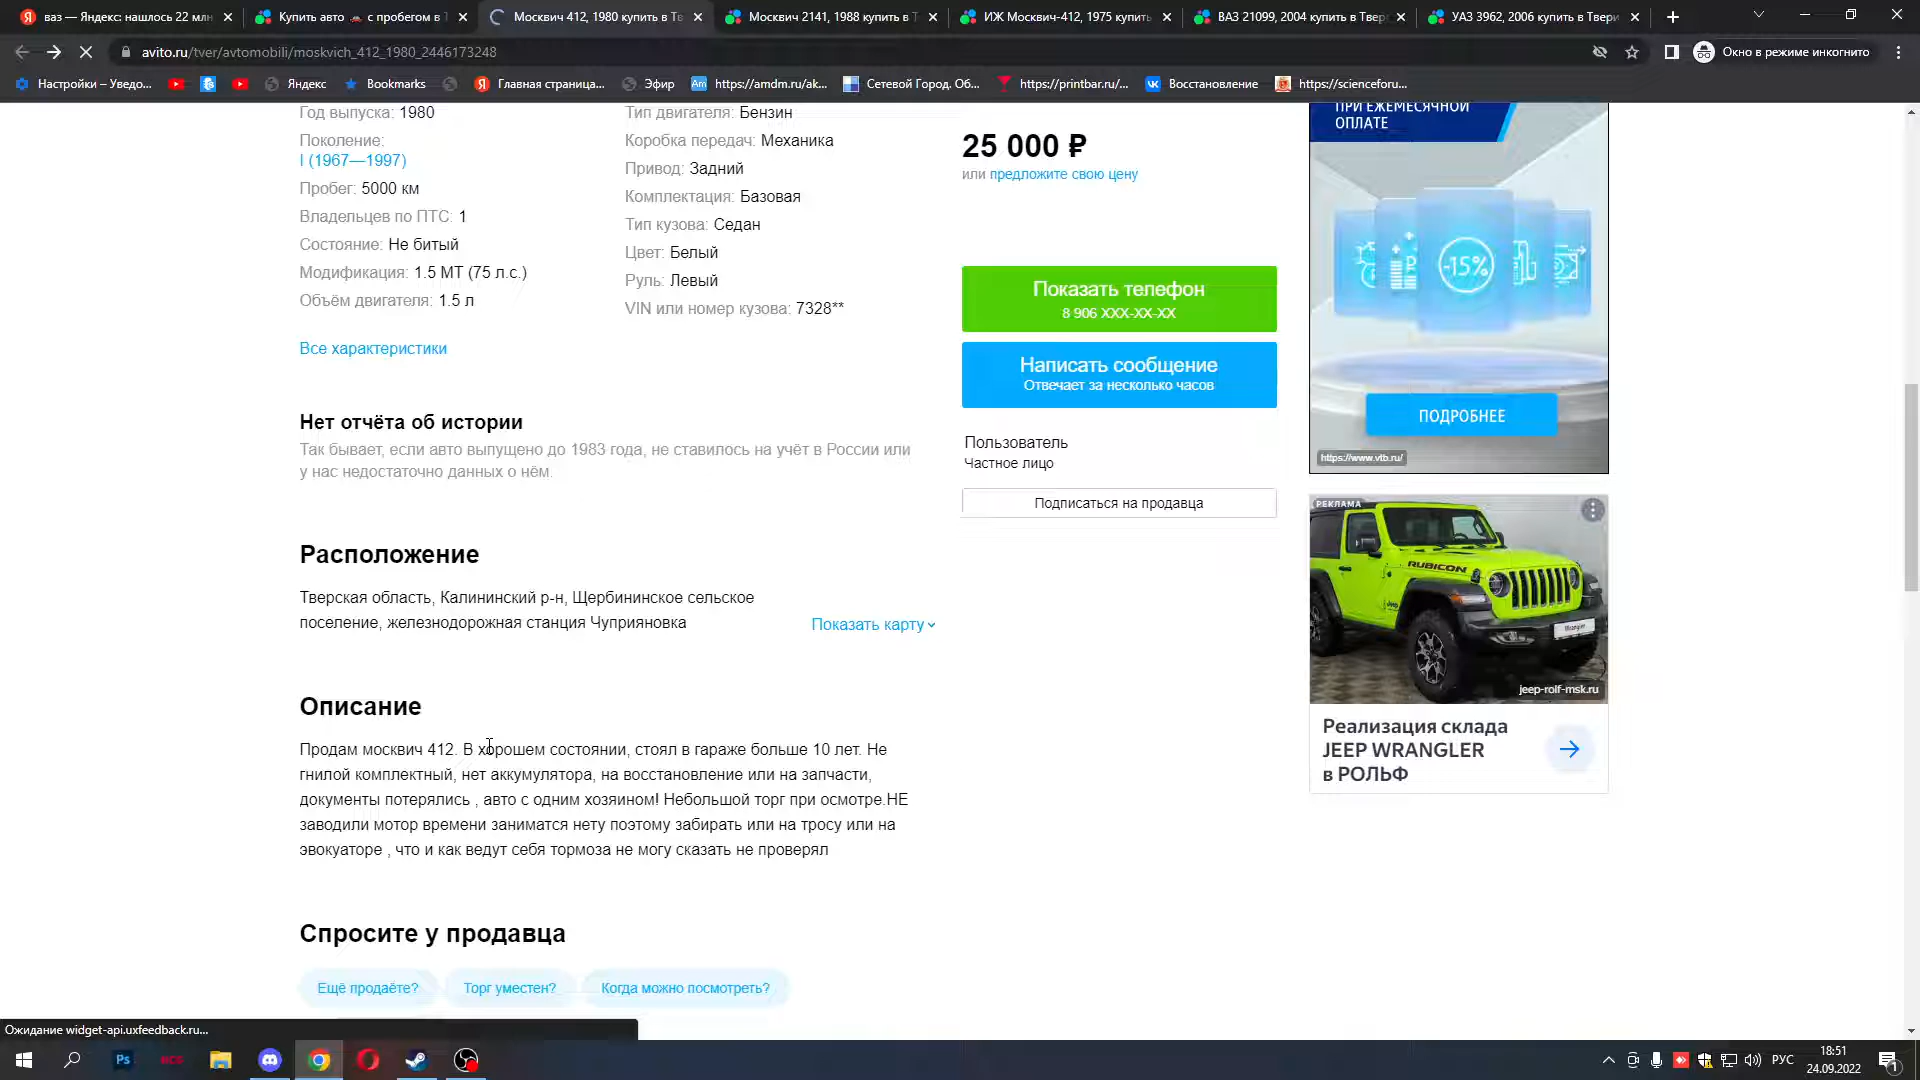 ваз — Яндекс: нашлось 22 млн
Купить авто 🚗 с пробегом в Т
Москвич 412, 1980 купить в Тв
Москвич 2141, 1988 купить в Т
ИЖ Москвич-412, 1975 купить
ВАЗ 21099, 2004 купить в Твер
УАЗ 3962, 2006 купить в Твери
avito.ru/tver/avtomobili/moskvich_412_1980_2446173248
Окно в режиме инкогнито
Настройки – Уведо...
Яндекс
Bookmarks
Главная страница...
Эфир
https://amdm.ru/ak...
Сетевой Город. Об...
https://printbar.ru/...
Восстановление
https://scienceforu...
Год выпуска: 1980
Поколение:
I (1967—1997)
Пробег: 5000 км
Владельцев по ПТС: 1
Состояние: Не битый
Модификация: 1.5 MT (75 л.с.)
Объём двигателя: 1.5 л
Тип двигателя: Бензин
Коробка передач: Механика
Привод: Задний
Комплектация: Базовая
Тип кузова: Седан
Цвет: Белый
Руль: Левый
VIN или номер кузова: 7328**
Все характеристики
Нет отчёта об истории
Так бывает, если авто выпущено до 1983 года, не ставилось на учёт в России или
у нас недостаточно данных о нём.
Расположение
Тверская область, Калининский р-н, Щербининское сельское
поселение, железнодорожная станция Чуприяновка
Показать карту
Описание
Продам москвич 412. В хорошем состоянии, стоял в гараже больше 10 лет. Не
гнилой комплектный, нет аккумулятора, на восстановление или на запчасти,
документы потерялись , авто с одним хозяином! Небольшой торг при осмотре.НЕ
заводили мотор времени заниматся нету поэтому забирать или на тросу или на
эвокуаторе , что и как ведут себя тормоза не могу сказать не проверял
Спросите у продавца
Ещё продаёте?
Торг уместен?
Когда можно посмотреть?
25 000 ₽
или предложите свою цену
Показать телефон
8 906 XXX-XX-XX
Написать сообщение
Отвечает за несколько часов
Пользователь
Частное лицо
Подписаться на продавца
ПРИ ЕЖЕМЕСЯЧНОЙ
ОПЛАТЕ
-15%
ПОДРОБНЕЕ
https://www.vtb.ru/
РЕКЛАМА
RUBICON
Wrangler
jeep-rolf-msk.ru
Реализация склада
JEEP WRANGLER
в РОЛЬФ
Ожидание widget-api.uxfeedback.ru...
Ps
РУС
18:51
24.09.2022
1